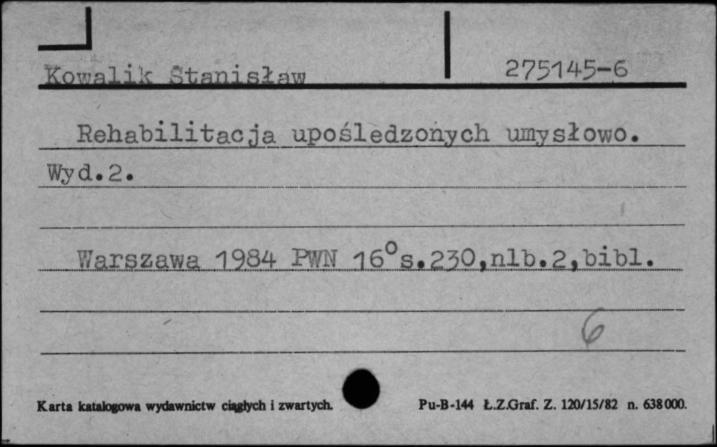 Kowalik Stanisław 275145-6
Rehabilitacja upośledzonych umysłowo.
Wyd.2.
Warszawa 1984 PWN 16° s.230,nlb.2,bibl.
6
Karta katalogowa wydawnictw ciągłych i zwartych. Pu-B-144 Ł.Z.Graf. Z. 120/15/82 n. 638000.